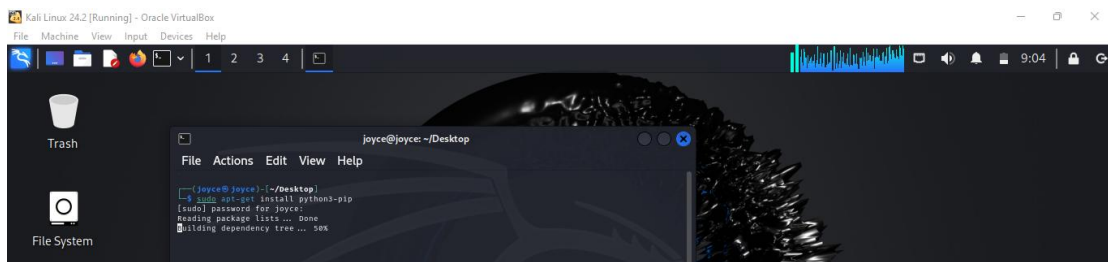 Kali Linux 24.2 [Running] - Oracle VirtualBox
File Machine View Input Devices Help
1 2 3 4 9:04
Trash
joyce@joyce: ~/Desktop
File Actions Edit View Help
(joyce㉿joyce)-[~/Desktop]
$ sudo apt-get install python3-pip
[sudo] password for joyce:
Reading package lists... Done
Building dependency tree... 50%
File System